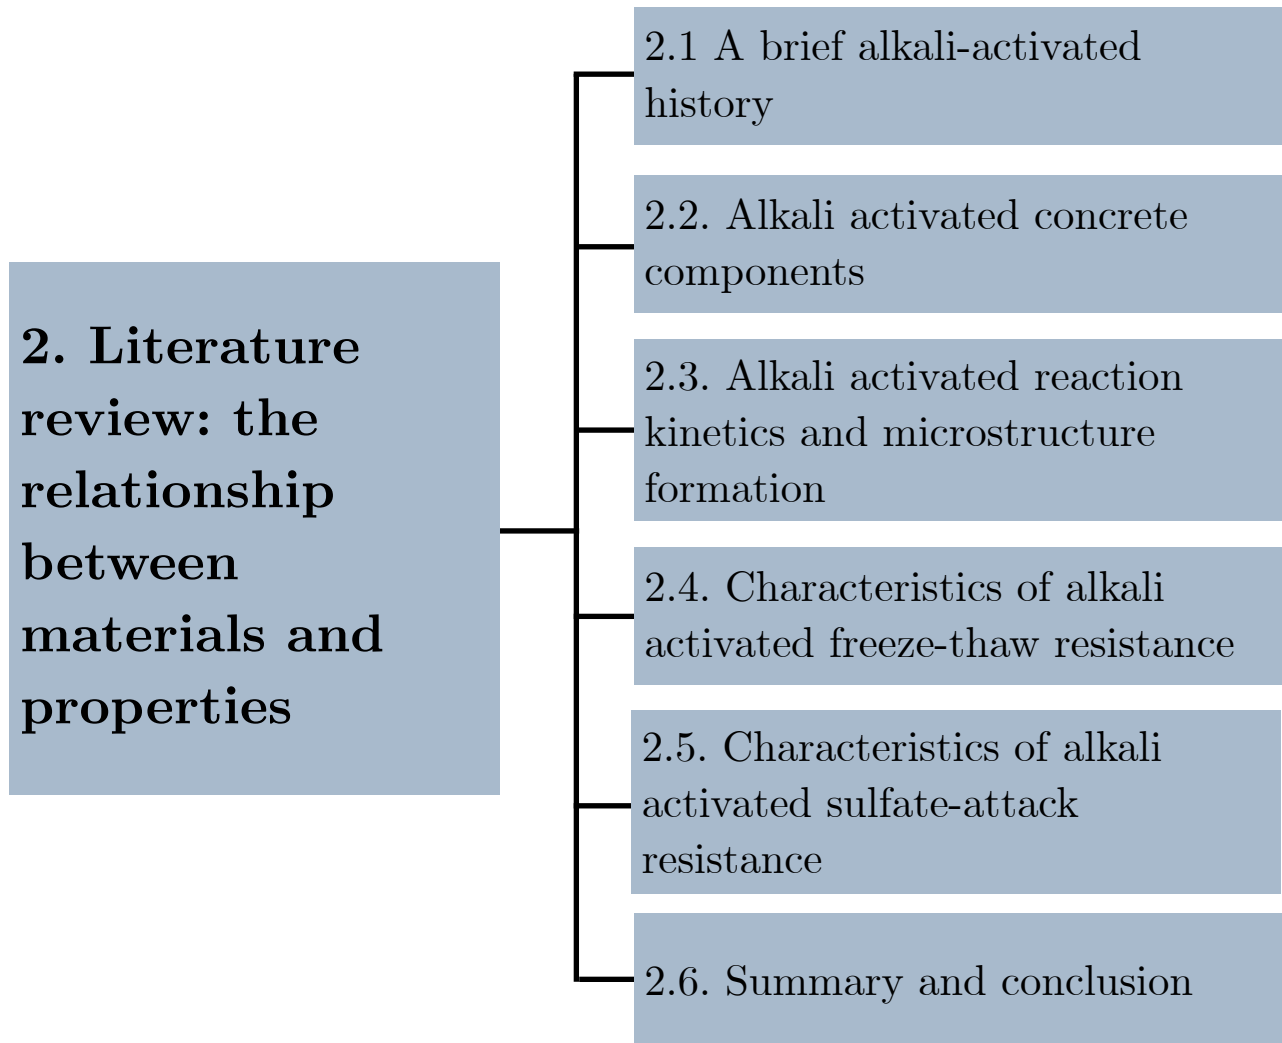 2. Literature
review: the
relationship
between
materials and
properties
2.1 A brief alkali-activated
history
2.2. Alkali activated concrete
components
2.3. Alkali activated reaction
kinetics and microstructure
formation
2.4. Characteristics of alkali
activated freeze-thaw resistance
2.5. Characteristics of alkali
activated sulfate-attack
resistance
2.6. Summary and conclusion